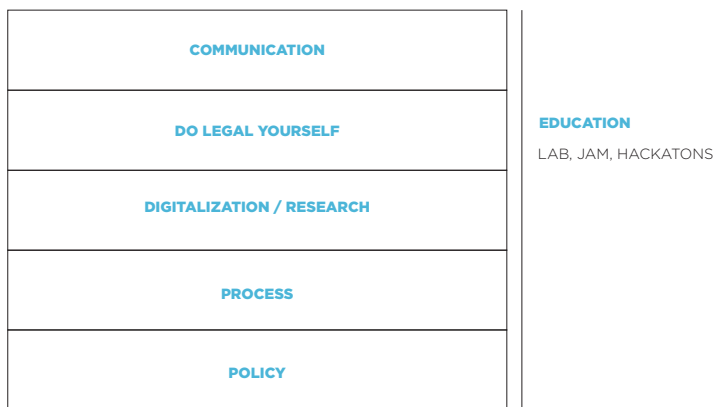 COMMUNICATION
DO LEGAL YOURSELF
DIGITALIZATION / RESEARCH
PROCESS
POLICY
EDUCATION
LAB, JAM, HACKATONS